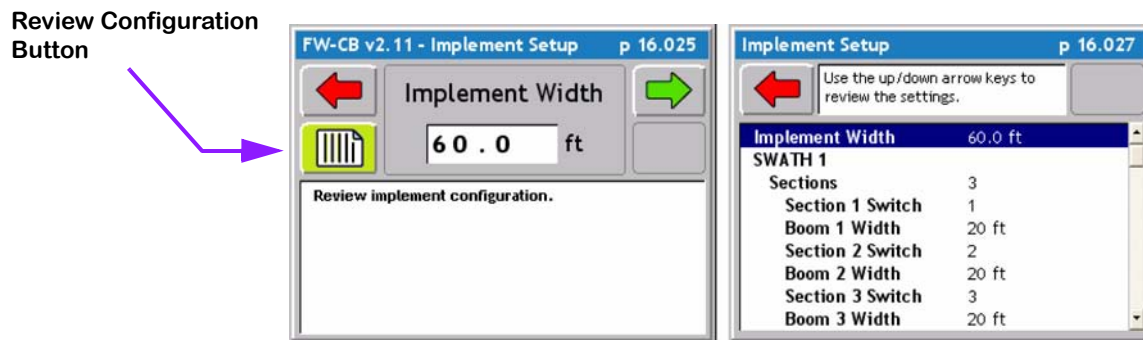 Review Configuration
Button
FW-CB v2.11 - Implement Setup p 16.025
Implement Width
60.0 ft
Review implement configuration.
Implement Setup p 16.027
Use the up/down arrow keys to
review the settings.
Implement Width 60.0 ft
SWATH 1
Sections 3
Section 1 Switch 1
Boom 1 Width 20 ft
Section 2 Switch 2
Boom 2 Width 20 ft
Section 3 Switch 3
Boom 3 Width 20 ft